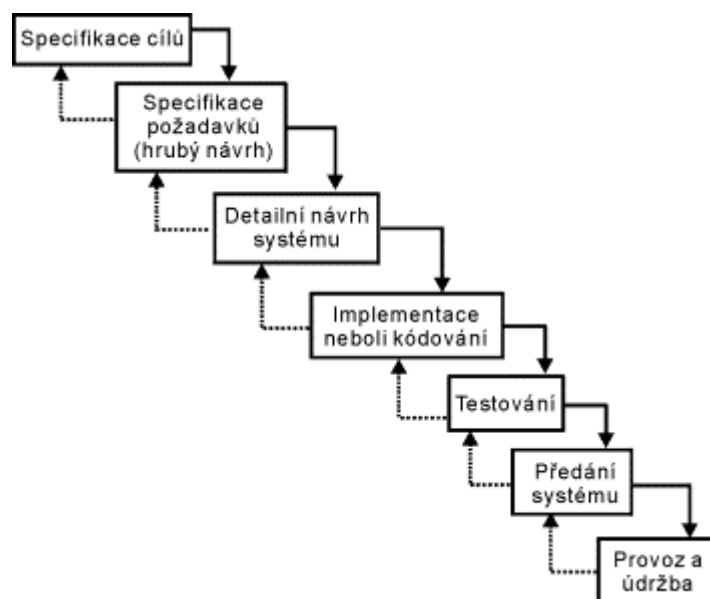 Specifikace cílů
Specifikace
požadavků
(hrubý návrh)
Detailní návrh
systému
Implementace
neboli kódování
Testování
Předání
systému
Provoz a
údržba